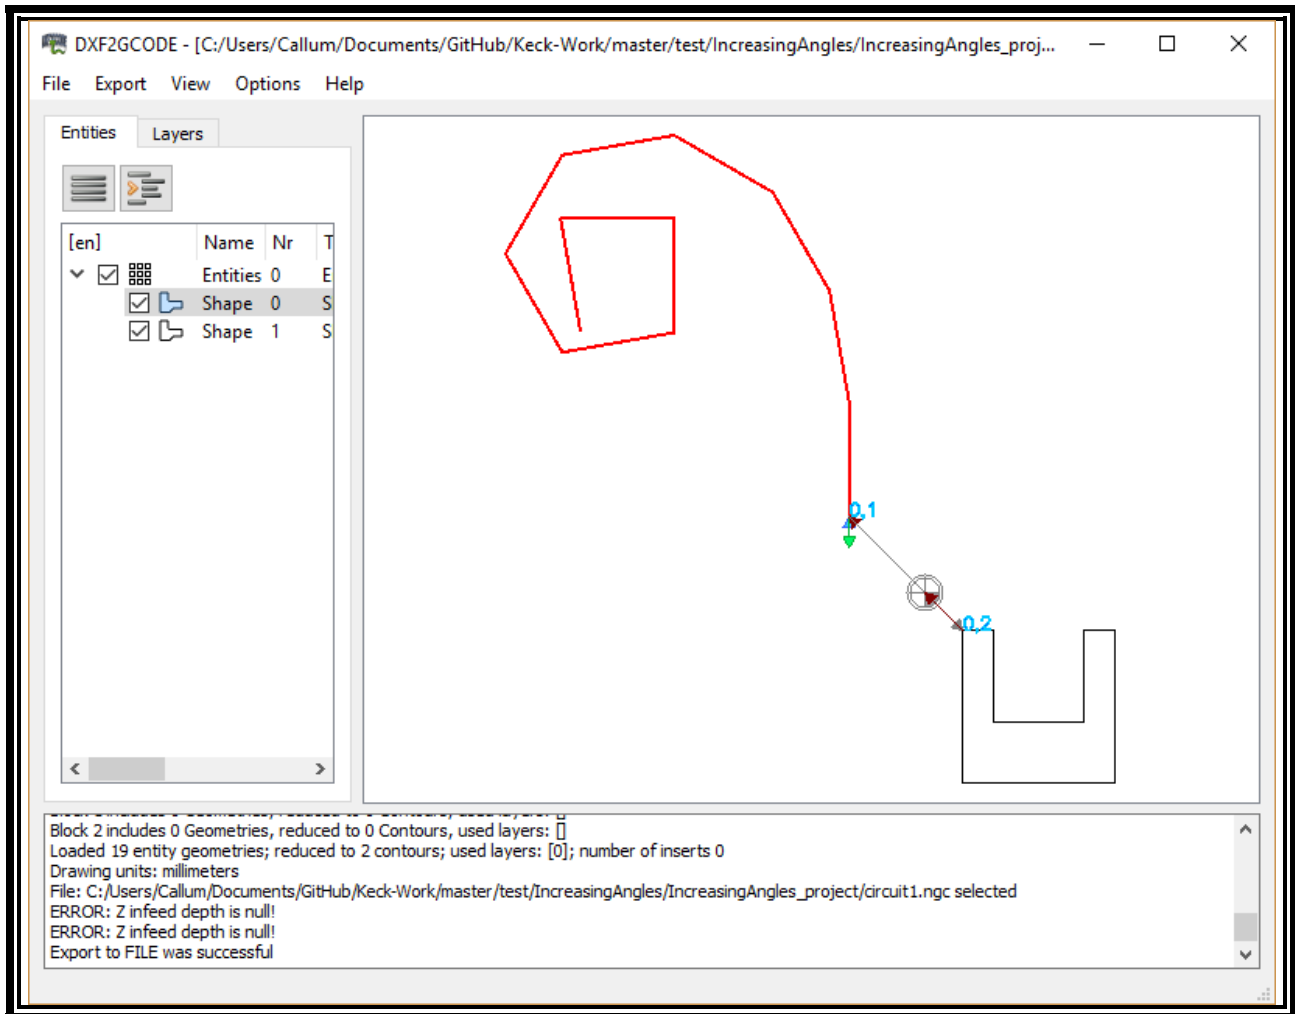 DXF2GCODE - [C:/Users/Callum/Documents/GitHub/Keck-Work/master/test/IncreasingAngles/IncreasingAngles_proj...
File Export View Options Help
Entities Layers
[en] Name Nr T
Entities 0 E
Shape 0 S
Shape 1 S
0,1
0,2
Block 2 includes 0 Geometries, reduced to 0 Contours, used layers: []
Loaded 19 entity geometries; reduced to 2 contours; used layers: [0]; number of inserts 0
Drawing units: millimeters
File: C:/Users/Callum/Documents/GitHub/Keck-Work/master/test/IncreasingAngles/IncreasingAngles_project/circuit1.ngc selected
ERROR: Z infeed depth is null!
ERROR: Z infeed depth is null!
Export to FILE was successful